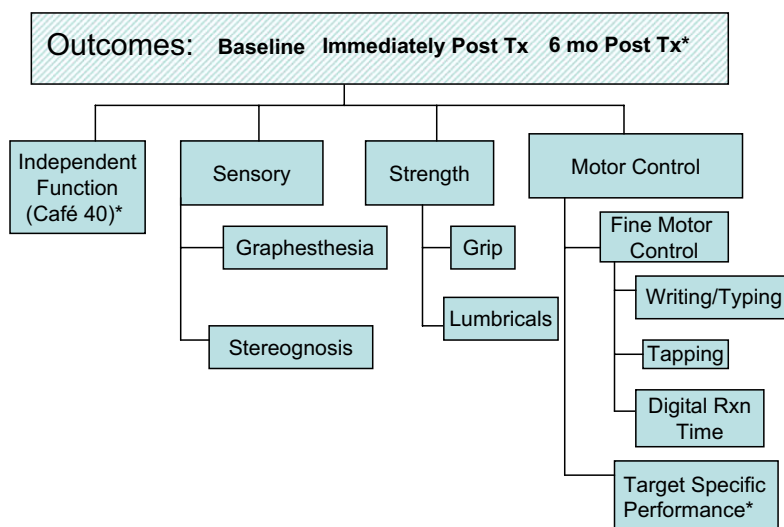 Outcomes: Baseline Immediately Post Tx 6 mo Post Tx*
Independent
Function
(Café 40)*
Sensory
Graphesthesia
Stereognosis
Strength
Grip
Lumbricals
Motor Control
Fine Motor
Control
Writing/Typing
Tapping
Digital Rxn
Time
Target Specific
Performance*